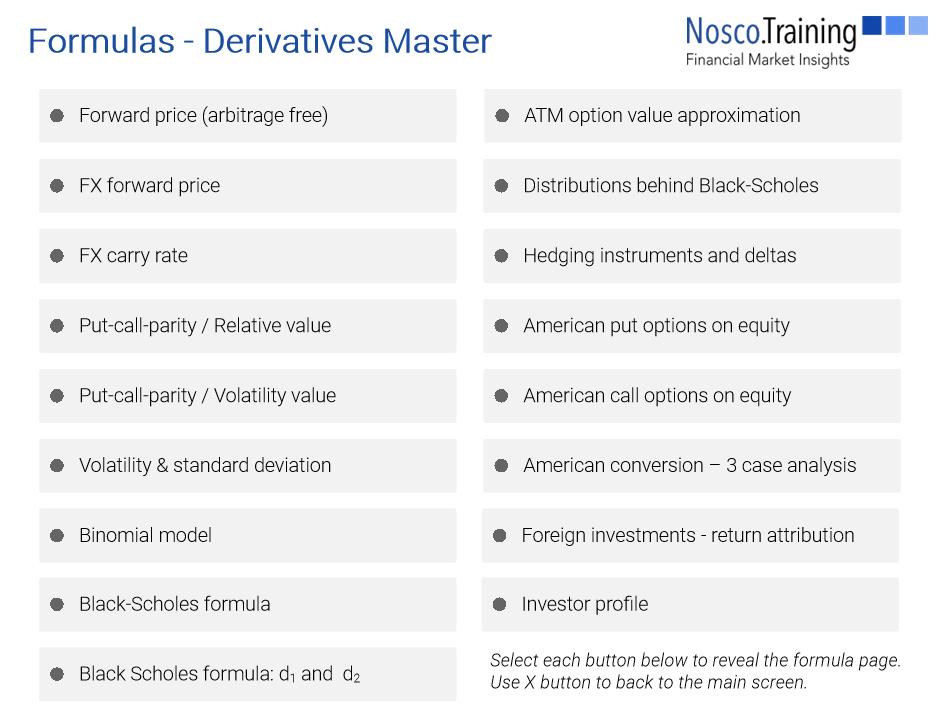 Formulas - Derivatives Master
Nosco.Training
Financial Market Insights
Forward price (arbitrage free)
FX forward price
FX carry rate
Put-call-parity / Relative value
Put-call-parity / Volatility value
Volatility & standard deviation
Binomial model
Black-Scholes formula
Black Scholes formula: d₁ and d₂
ATM option value approximation
Distributions behind Black-Scholes
Hedging instruments and deltas
American put options on equity
American call options on equity
American conversion – 3 case analysis
Foreign investments - return attribution
Investor profile
Select each button below to reveal the formula page.
Use X button to back to the main screen.